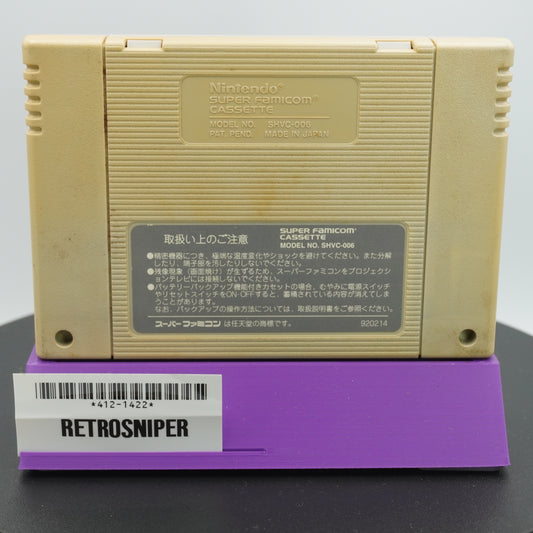 Nintendo®
SUPER FAMICOM®
CASSETTE
MODEL NO. SHVC-006
PAT. PEND. MADE IN JAPAN
取扱い上のご注意
SUPER FAMICOM®
CASSETTE
MODEL NO. SHVC-006
●精密機器につき、極端な温度変化やショックを避けてください。また分解
したり、端子部を汚したりしないでください。
●残像現象(画面焼け)が生ずるため、スーパーファミコンをプロジェクシ
ョンテレビには接続しないでください。
●バッテリーバックアップ機能付きカセットの場合、むやみに電源スイッチ
やリセットスイッチをON-OFFすると、蓄積されている内容が消えてしま
うことがあります。
なお、バックアップの操作方法については、取扱説明書をご参照ください。
スーパーファミコンは任天堂の商標です。
920214
*412-1422*
RETROSNIPER